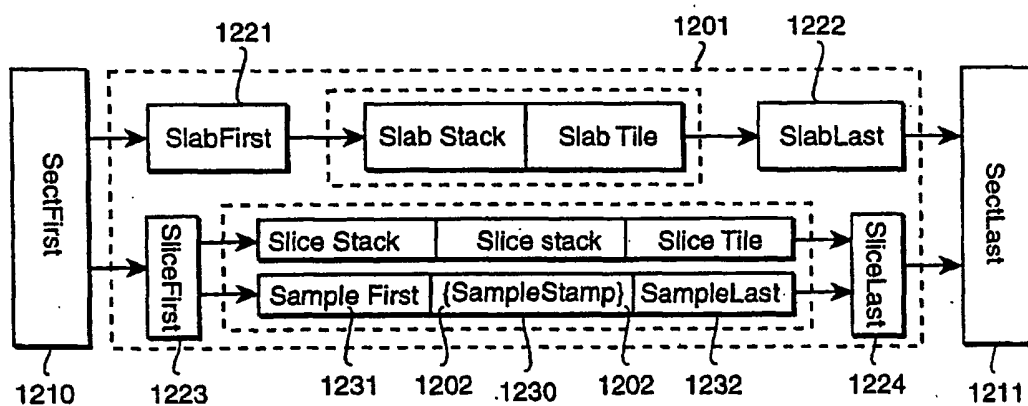 1221
1201
1222
SectFirst
SlabFirst
Slab Stack
Slab Tile
SlabLast
SectLast
SliceFirst
Slice Stack
Slice stack
Slice Tile
SliceLast
Sample First
{SampleStamp}
SampleLast
1210
1223
1231
1202
.1230
1202
1232
1224
1211